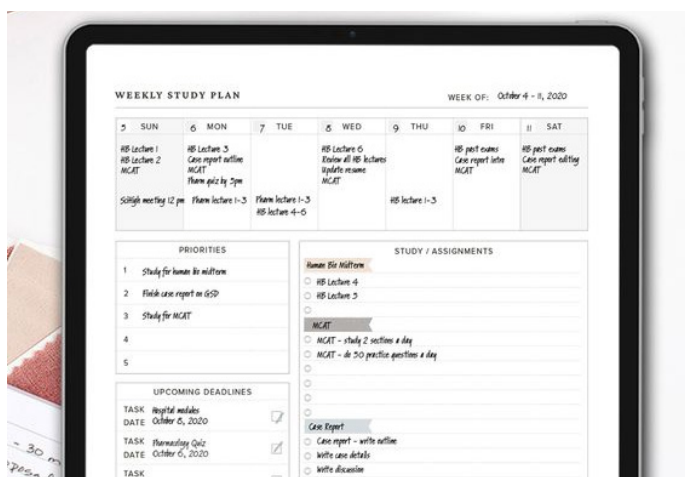 WEEKLY STUDY PLAN
WEEK OF: October 4 - 11, 2020
5 SUN
6 MON
7 TUE
8 WED
9 THU
10 FRI
11 SAT
HB Lecture 1
HB Lecture 2
MCAT
SciHigh meeting 12 pm
HB Lecture 3
Case report outline
MCAT
Pharm quiz by 5pm
Pharm lecture 1-3
Pharm lecture 1-3
HB lecture 4-6
HB Lecture 6
Review all HB lectures
Update resume
MCAT
HB lecture 1-3
HB past exams
Case report intro
MCAT
HB past exams
Case report editing
MCAT
PRIORITIES
1 Study for human bio midterm
2 Finish case report on GSD
3 Study for MCAT
4
5
UPCOMING DEADLINES
TASK Hospital modules
DATE October 5, 2020
TASK Pharmacology Quiz
DATE October 6, 2020
TASK
STUDY / ASSIGNMENTS
Human Bio Midterm
HB Lecture 4
HB Lecture 5
MCAT
MCAT - study 2 sections a day
MCAT - do 50 practice questions a day
Case Report
Case report - write outline
Write case details
Write discussion
- 30 m